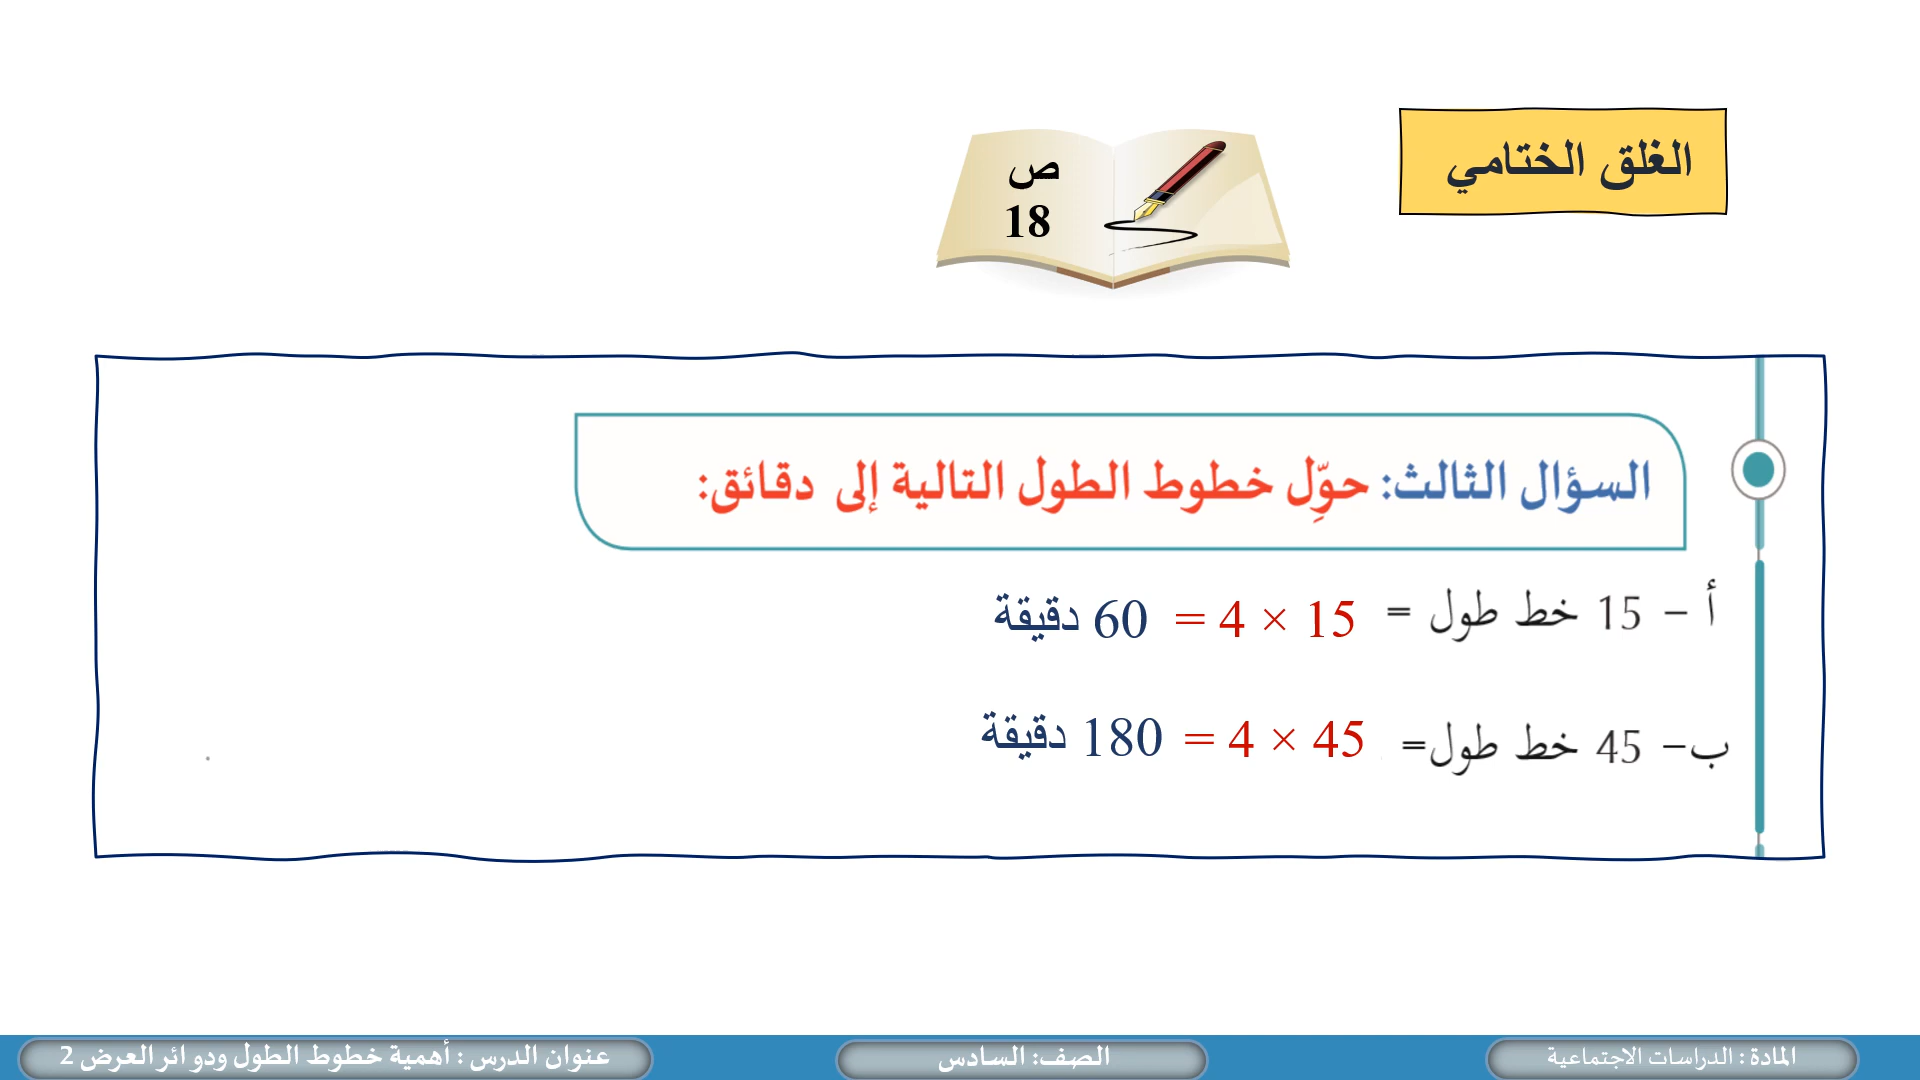 الغلق الختامي
ص
18
السؤال الثالث: حوّلِ خطوط الطول التالية إلى دقائق:
أ - 15 خط طول = 15 × 4 = 60 دقيقة
ب- 45 خط طول= 45 × 4 = 180 دقيقة
المادة : الدراسات الاجتماعية
الصف: السادس
عنوان الدرس : أهمية خطوط الطول ودوائر العرض 2